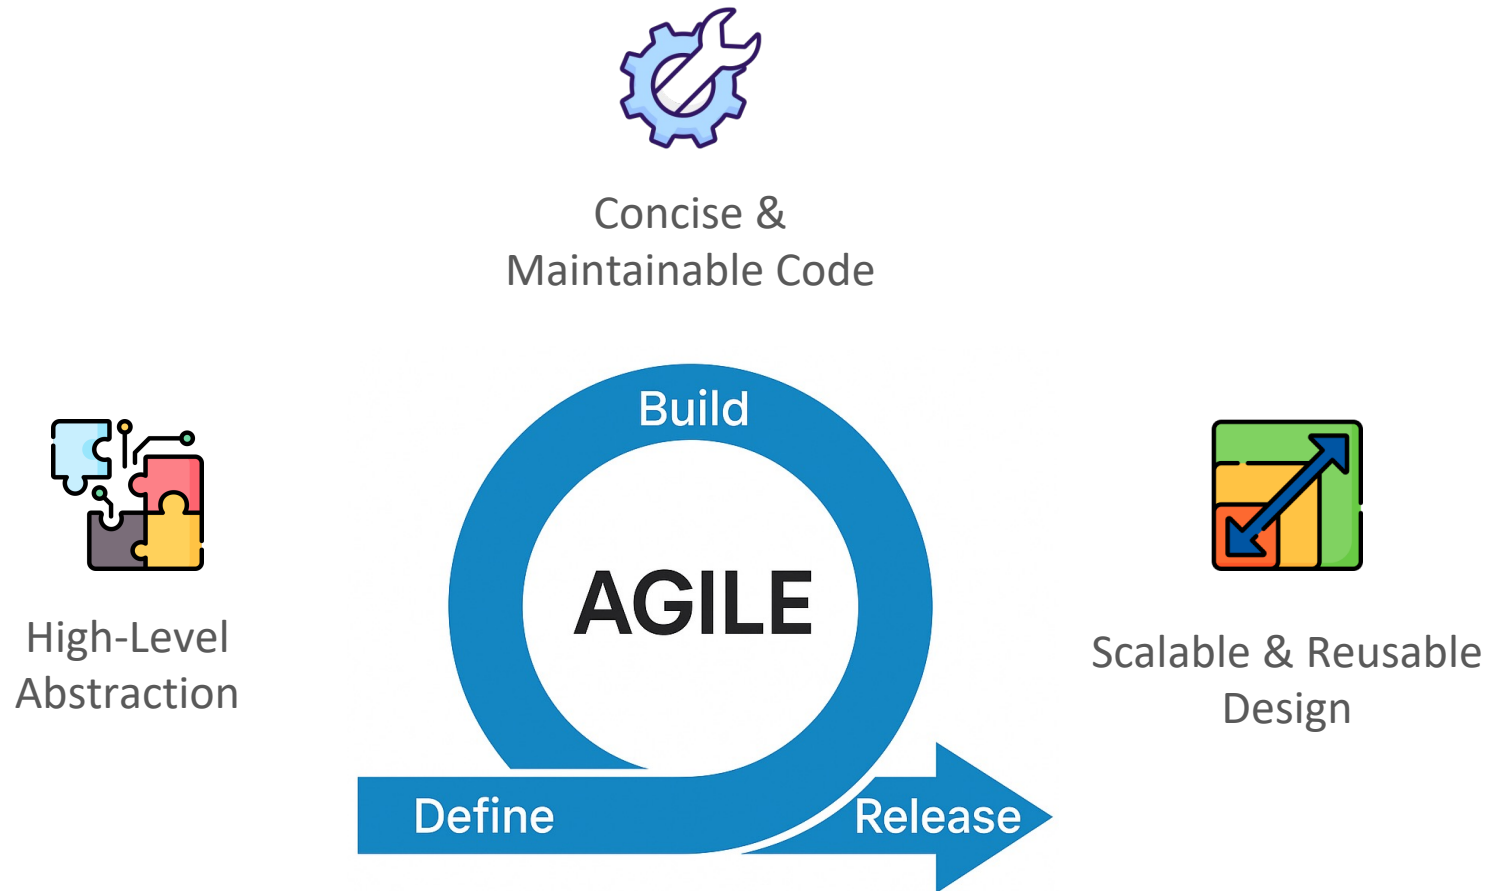 Concise &
Maintainable Code
Build
AGILE
High-Level
Abstraction
Scalable & Reusable
Design
Define
Release